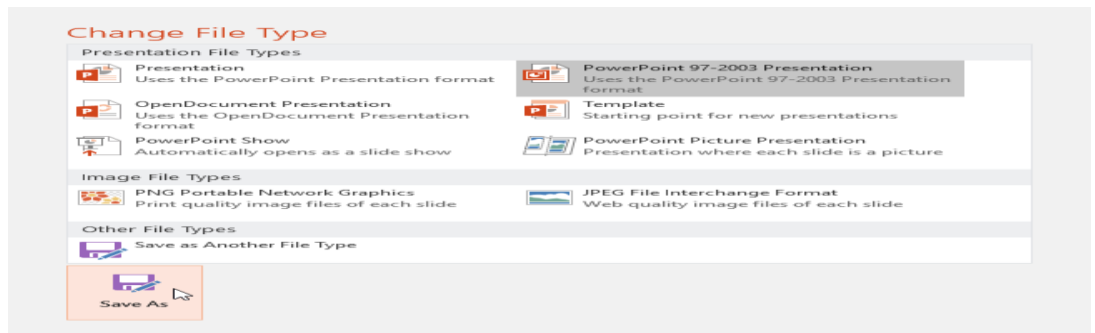 Change File Type
Presentation File Types
Presentation
Uses the PowerPoint Presentation format
PowerPoint 97-2003 Presentation
Uses the PowerPoint 97-2003 Presentation
format
OpenDocument Presentation
Uses the OpenDocument Presentation
format
Template
Starting point for new presentations
PowerPoint Show
Automatically opens as a slide show
PowerPoint Picture Presentation
Presentation where each slide is a picture
Image File Types
PNG Portable Network Graphics
Print quality image files of each slide
JPEG File Interchange Format
Web quality image files of each slide
Other File Types
Save as Another File Type
Save As